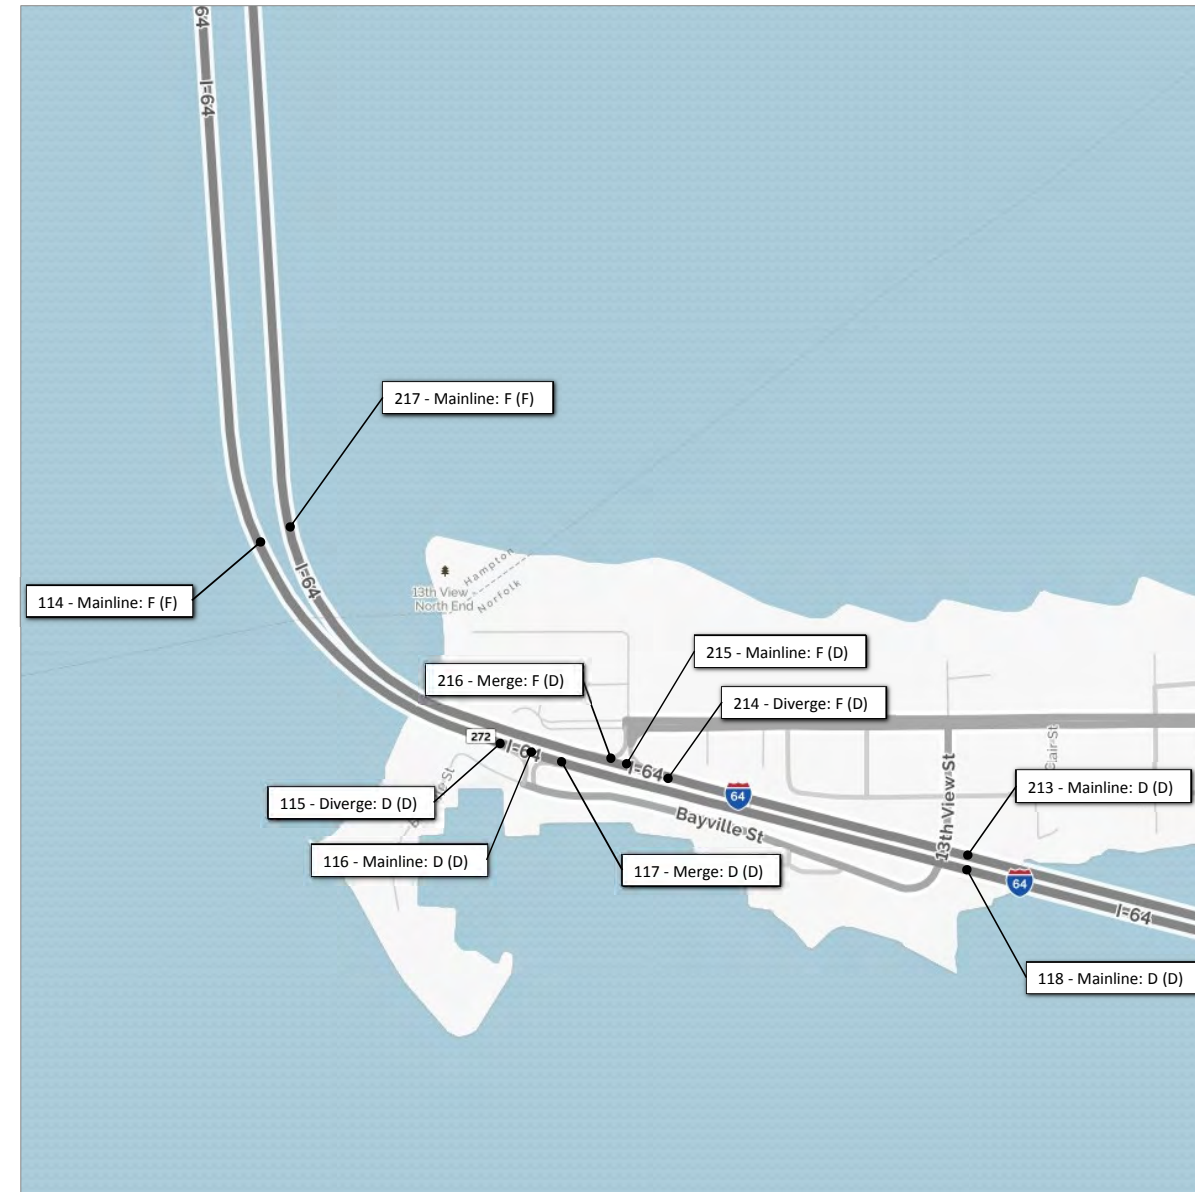 64
I-64
217 - Mainline: F (F)
I-64
114 - Mainline: F (F)
Hampton
13th View
North End
Norfolk
215 - Mainline: F (D)
216 - Merge: F (D)
214 - Diverge: F (D)
272
I-64
I-64
64
115 - Diverge: D (D)
Bayville St
13th View St
213 - Mainline: D (D)
116 - Mainline: D (D)
117 - Merge: D (D)
64
I-64
118 - Mainline: D (D)